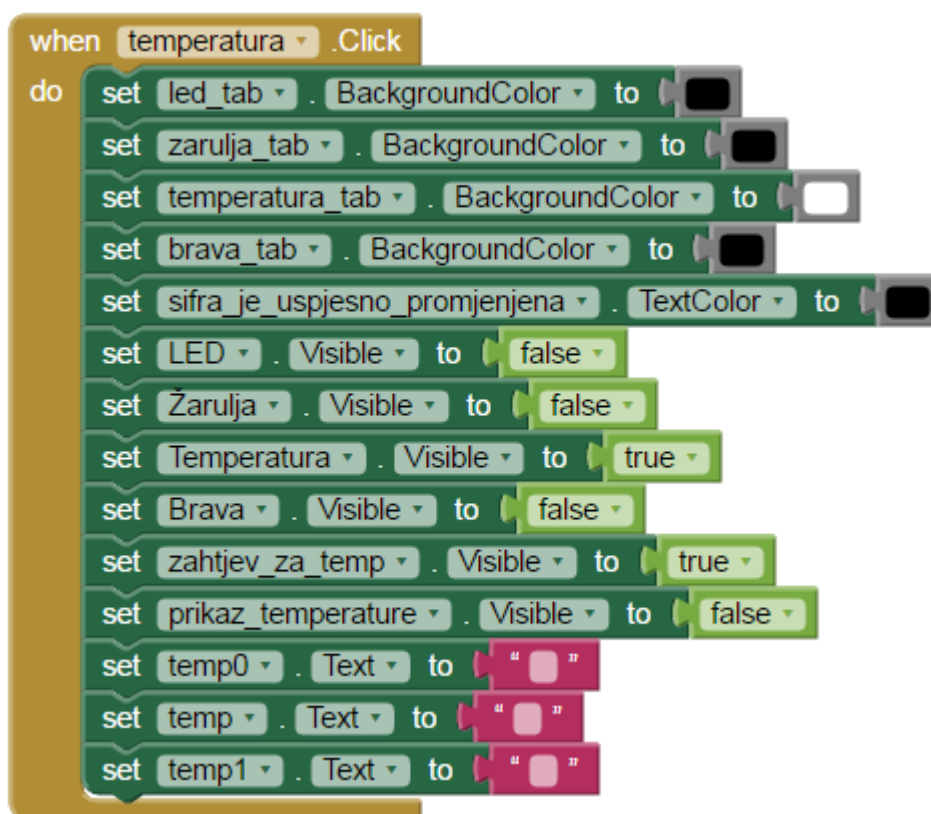 when temperatura .Click
do set led_tab . BackgroundColor to
set zarulja_tab . BackgroundColor to
set temperatura_tab . BackgroundColor to
set brava_tab . BackgroundColor to
set sifra_je_uspjesno_promjenjena . TextColor to
set LED . Visible to false
set Žarulja . Visible to false
set Temperatura . Visible to true
set Brava . Visible to false
set zahtjev_za_temp . Visible to true
set prikaz_temperature . Visible to false
set temp0 . Text to “ ”
set temp . Text to “ ”
set temp1 . Text to “ ”